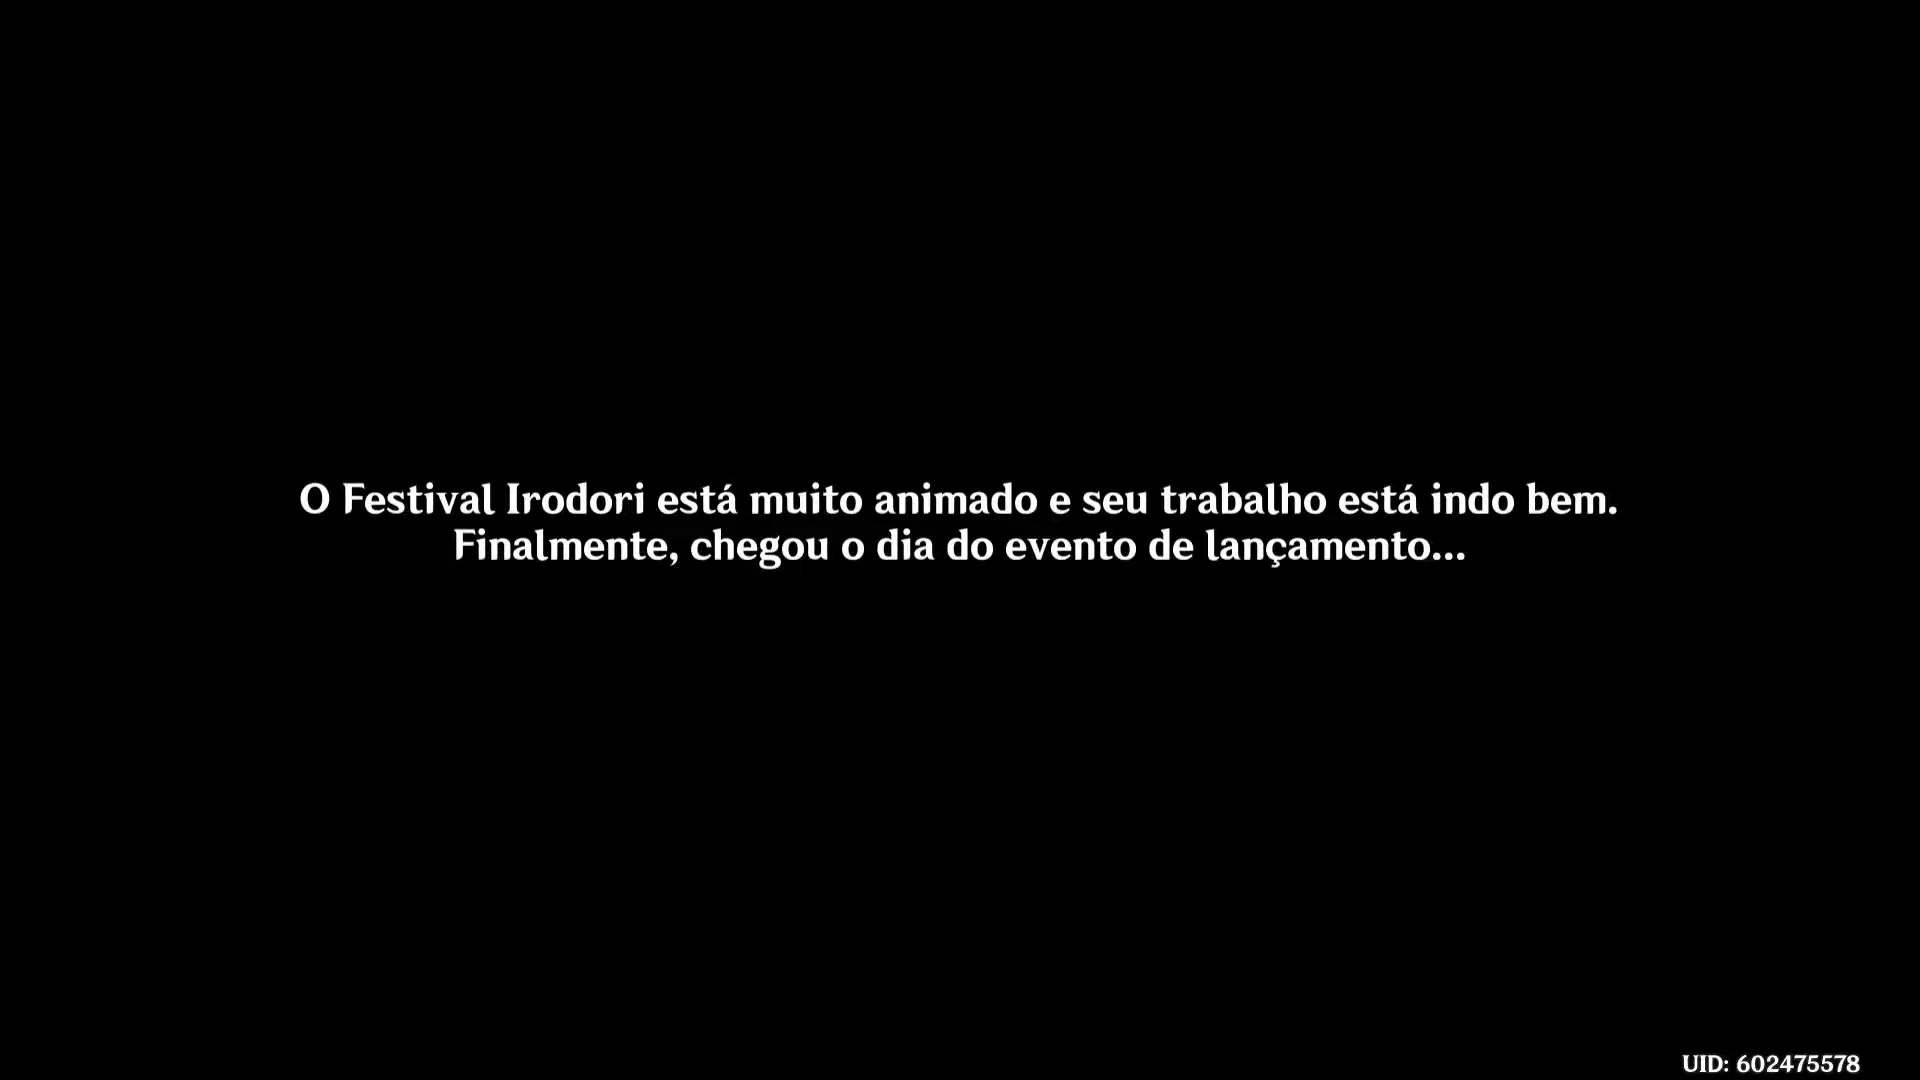 O Festival Irodori está muito animado e seu trabalho está indo bem.
Finalmente, chegou o dia do evento de lançamento...
UID: 602475578